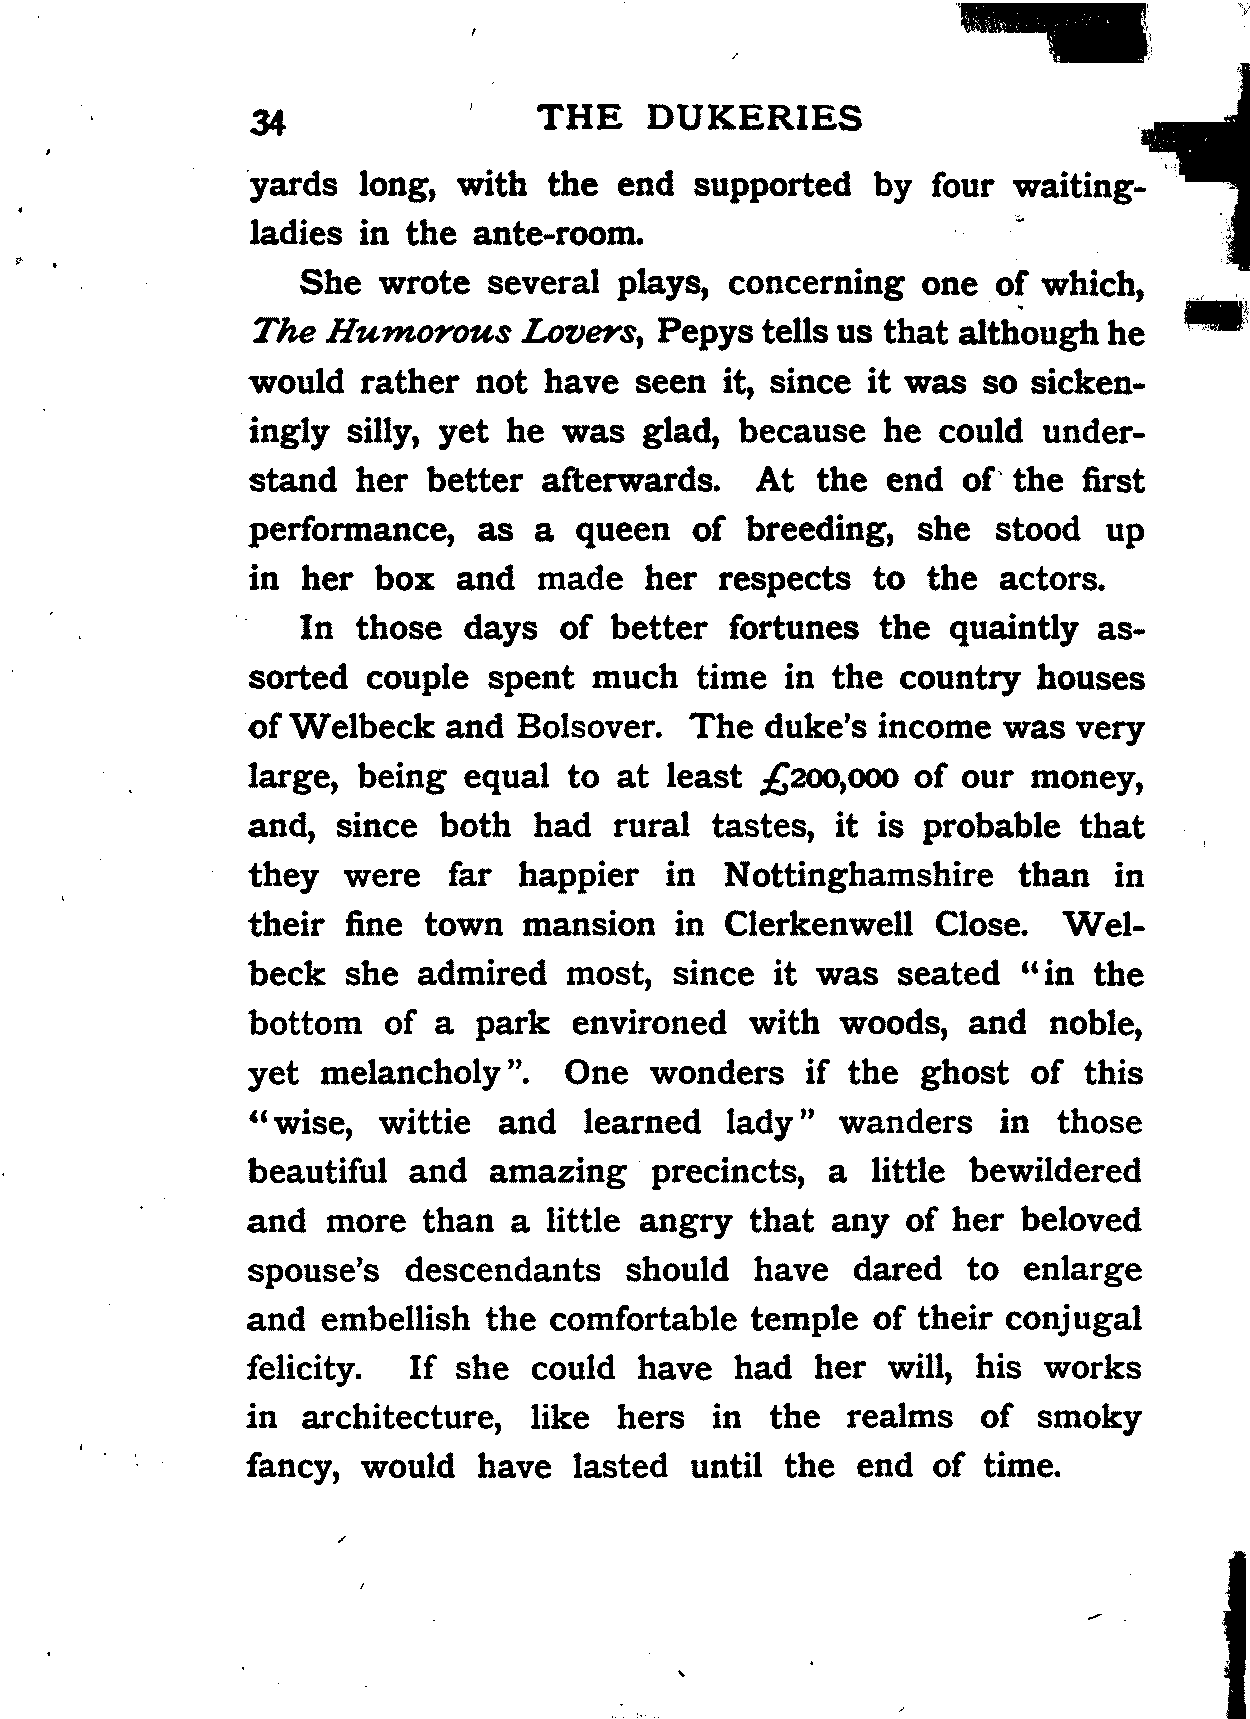 34 THE DUKERIES
yards long, with the end supported by four waiting-
ladies in the ante-room.
She wrote several plays, concerning one of which,
The Humorous Lovers, Pepys tells us that although he
would rather not have seen it, since it was so sicken-
ingly silly, yet he was glad, because he could under-
stand her better afterwards. At the end of the first
performance, as a queen of breeding, she stood up
in her box and made her respects to the actors.
In those days of better fortunes the quaintly as-
sorted couple spent much time in the country houses
of Welbeck and Bolsover. The duke's income was very
large, being equal to at least £200,000 of our money,
and, since both had rural tastes, it is probable that
they were far happier in Nottinghamshire than in
their fine town mansion in Clerkenwell Close. Wel-
beck she admired most, since it was seated "in the
bottom of a park environed with woods, and noble,
yet melancholy". One wonders if the ghost of this
"wise, wittie and learned lady" wanders in those
beautiful and amazing precincts, a little bewildered
and more than a little angry that any of her beloved
spouse's descendants should have dared to enlarge
and embellish the comfortable temple of their conjugal
felicity. If she could have had her will, his works
in architecture, like hers in the realms of smoky
fancy, would have lasted until the end of time.